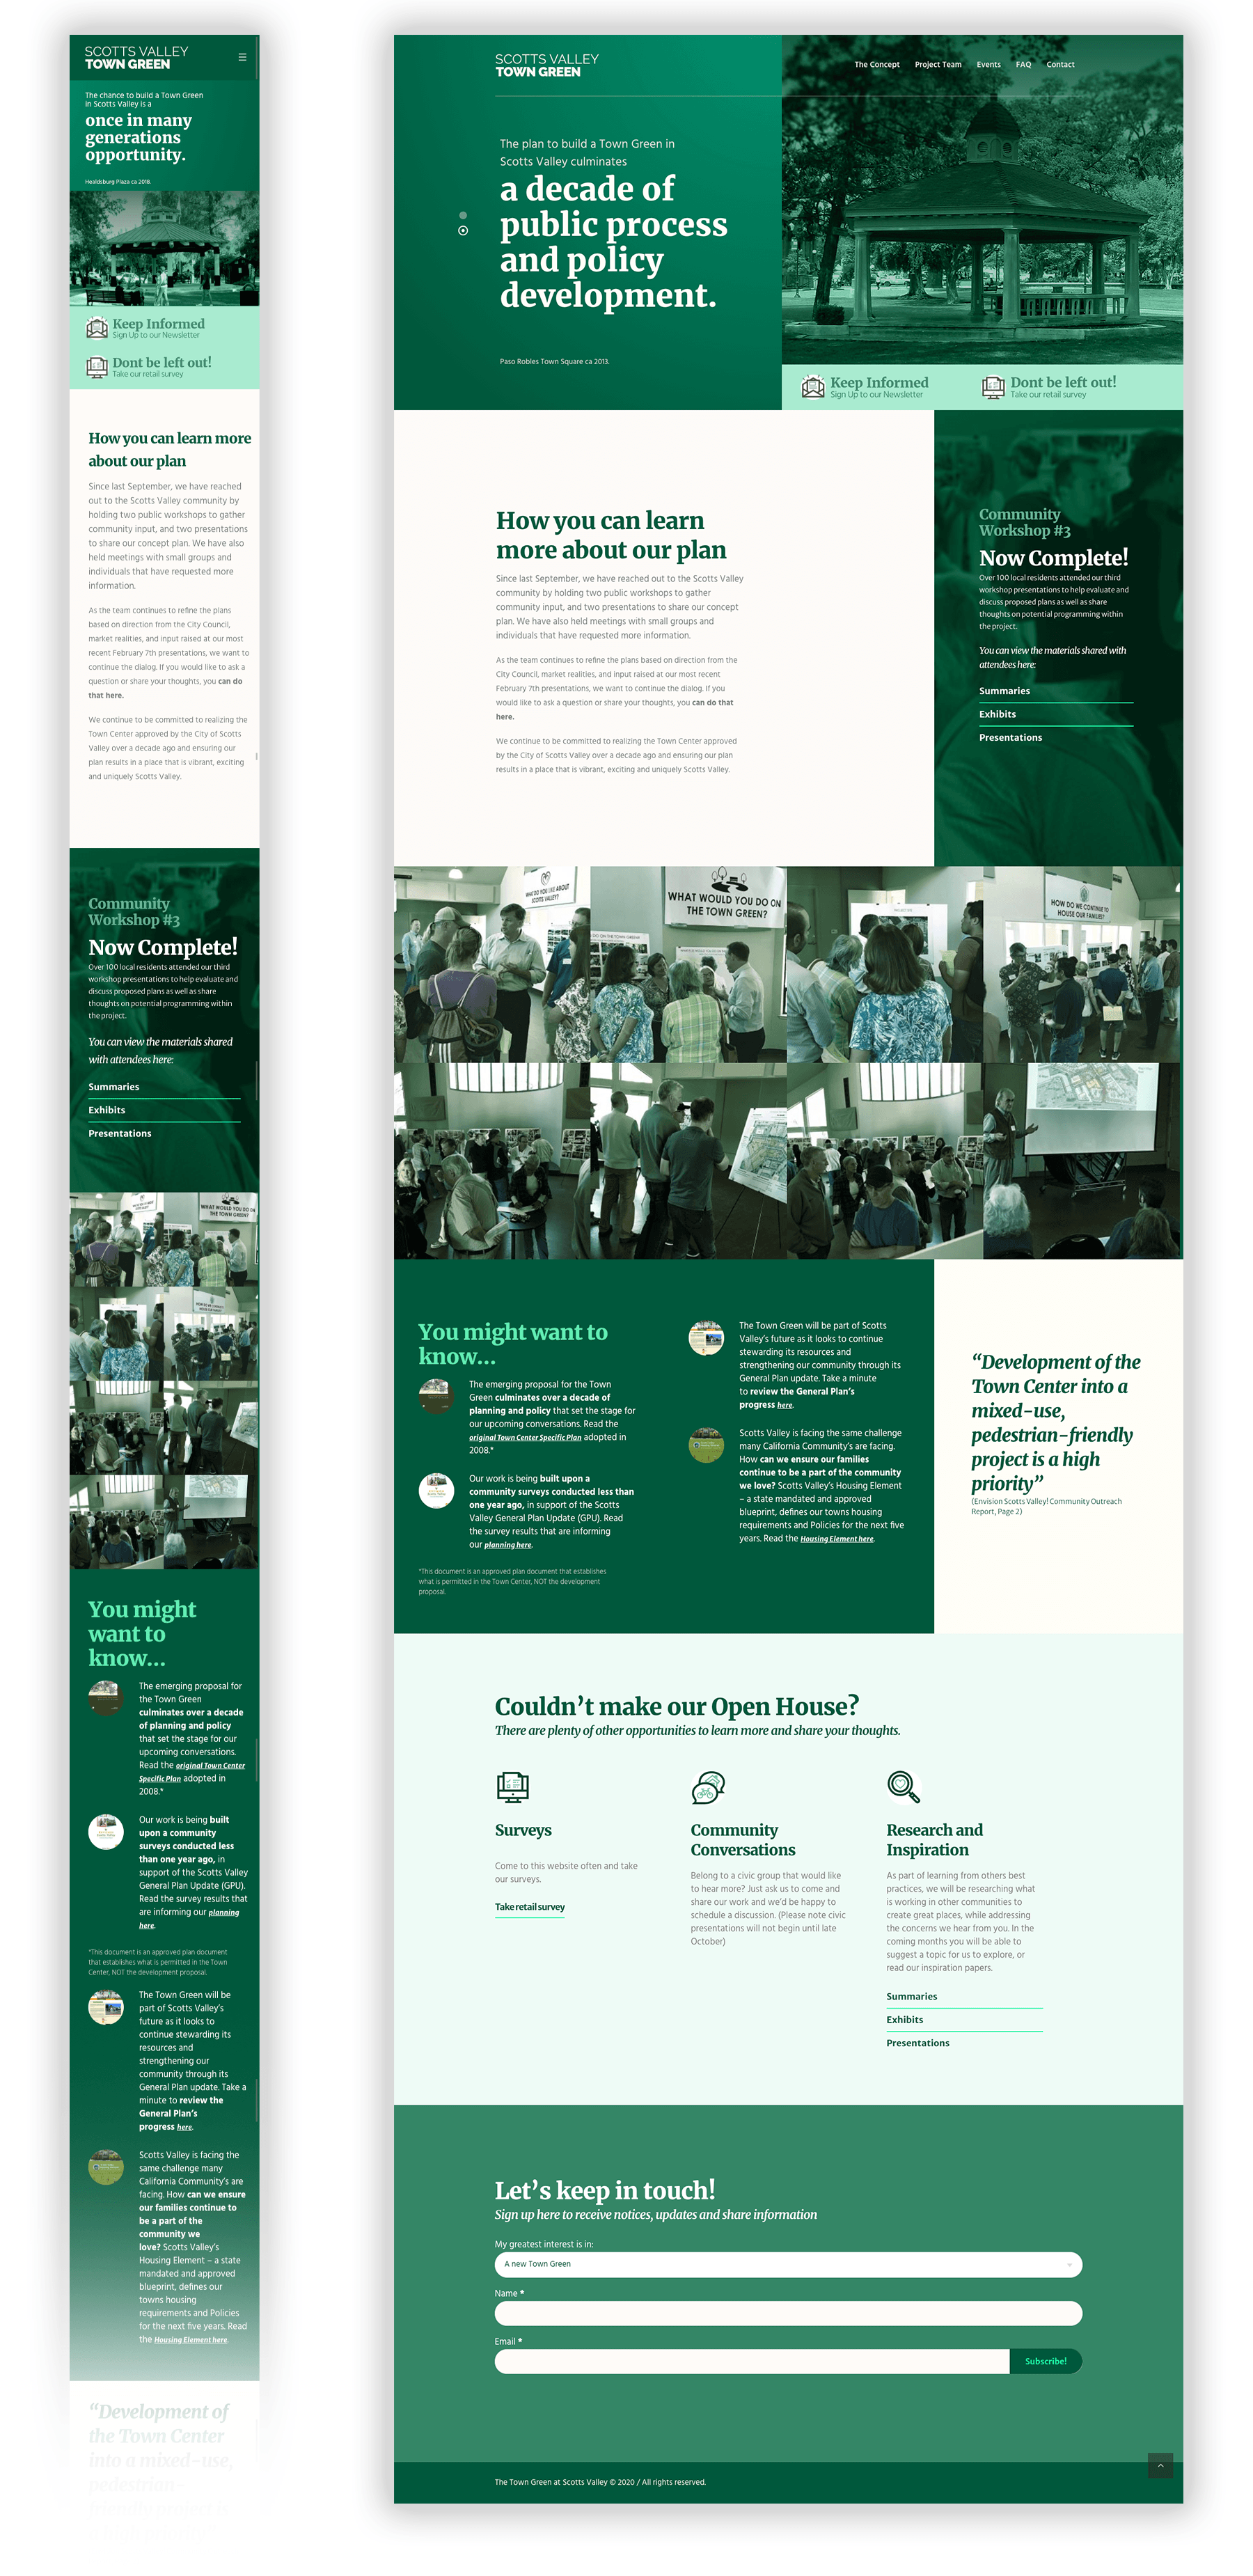 SCOTTS VALLEY
TOWN GREEN
The chance to build a Town Green
in Scotts Valley is a
once in many
generations
opportunity.
Healdsburg Plaza ca 2018.
Keep Informed
Sign Up to our Newsletter
Dont be left out!
Take our retail survey
How you can learn more
about our plan
Since last September, we have reached
out to the Scotts Valley community by
holding two public workshops to gather
community input, and two presentations
to share our concept plan. We have also
held meetings with small groups and
individuals that have requested more
information.
As the team continues to refine the plans
based on direction from the City Council,
market realities, and input raised at our most
recent February 7th presentations, we want to
continue the dialog. If you would like to ask a
question or share your thoughts, you can do
that here.
We continue to be committed to realizing the
Town Center approved by the City of Scotts
Valley over a decade ago and ensuring our
plan results in a place that is vibrant, exciting
and uniquely Scotts Valley.
Community
Workshop #3
Now Complete!
Over 100 local residents attended our third
workshop presentations to help evaluate and
discuss proposed plans as well as share
thoughts on potential programming within
the project.
You can view the materials shared
with attendees here:
Summaries
Exhibits
Presentations
WHAT WOULD YOU DO ON
THE TOWN GREEN?
You might
want to
know...
The emerging proposal for
the Town Green
culminates over a decade
of planning and policy
that set the stage for our
upcoming conversations.
Read the original Town Center
Specific Plan adopted in
2008.*
Our work is being built
upon a community
surveys conducted less
than one year ago, in
support of the Scotts Valley
General Plan Update (GPU).
Read the survey results that
are informing our planning
here.
*This document is an approved plan document
that establishes what is permitted in the Town
Center, NOT the development proposal.
The Town Green will be
part of Scotts Valley's
future as it looks to
continue stewarding its
resources and
strengthening our
community through its
General Plan update. Take a
minute to review the
General Plan's
progress here.
Scotts Valley is facing the
same challenge many
California Community's are
facing. How can we ensure
our families continue to
be a part of the
community we
love? Scotts Valley's
Housing Element – a state
mandated and approved
blueprint, defines our
towns housing
requirements and Policies
for the next five years. Read
the Housing Element here.
“Development of
the Town Center
into a mixed-use,
pedestrian-
SCOTTS VALLEY
TOWN GREEN
The Concept Project Team Events FAQ Contact
The plan to build a Town Green in
Scotts Valley culminates
a decade of
public process
and policy
development.
Paso Robles Town Square ca 2013.
Keep Informed
Sign Up to our Newsletter
Dont be left out!
Take our retail survey
How you can learn
more about our plan
Since last September, we have reached out to the Scotts Valley
community by holding two public workshops to gather
community input, and two presentations to share our concept
plan. We have also held meetings with small groups and
individuals that have requested more information.
As the team continues to refine the plans based on direction from the
City Council, market realities, and input raised at our most recent
February 7th presentations, we want to continue the dialog. If you
would like to ask a question or share your thoughts, you can do that
here.
We continue to be committed to realizing the Town Center approved
by the City of Scotts Valley over a decade ago and ensuring our plan
results in a place that is vibrant, exciting and uniquely Scotts Valley.
Community
Workshop #3
Now Complete!
Over 100 local residents attended our third
workshop presentations to help evaluate and
discuss proposed plans as well as share
thoughts on potential programming within
the project.
You can view the materials shared with
attendees here:
Summaries
Exhibits
Presentations
WHAT DO YOU LIKE ABOUT
SCOTTS VALLEY?
WHAT WOULD YOU DO ON
THE TOWN GREEN?
HOW DO WE CONTINUE TO
HOUSE OUR FAMILIES?
You might want to
know...
The emerging proposal for the Town
Green culminates over a decade of
planning and policy that set the stage for
our upcoming conversations. Read the
original Town Center Specific Plan adopted in
2008.*
Our work is being built upon a
community surveys conducted less than
one year ago, in support of the Scotts
Valley General Plan Update (GPU). Read
the survey results that are informing
our planning here.
*This document is an approved plan document that establishes
what is permitted in the Town Center, NOT the development
proposal.
The Town Green will be part of Scotts
Valley's future as it looks to continue
stewarding its resources and
strengthening our community through its
General Plan update. Take a minute
to review the General Plan's
progress here.
Scotts Valley is facing the same challenge
many California Community's are facing.
How can we ensure our families
continue to be a part of the community
we love? Scotts Valley's Housing Element
– a state mandated and approved
blueprint, defines our towns housing
requirements and Policies for the next five
years. Read the Housing Element here.
“Development of the
Town Center into a
mixed-use,
pedestrian-friendly
project is a high
priority”
(Envision Scotts Valley! Community Outreach
Report, Page 2)
Couldn't make our Open House?
There are plenty of other opportunities to learn more and share your thoughts.
Surveys
Come to this website often and take
our surveys.
Take retail survey
Community
Conversations
Belong to a civic group that would like
to hear more? Just ask us to come and
share our work and we'd be happy to
schedule a discussion. (Please note civic
presentations will not begin until late
October)
Research and
Inspiration
As part of learning from others best
practices, we will be researching what
is working in other communities to
create great places, while addressing
the concerns we hear from you. In the
coming months you will be able to
suggest a topic for us to explore, or
read our inspiration papers.
Summaries
Exhibits
Presentations
Let's keep in touch!
Sign up here to receive notices, updates and share information
My greatest interest is in:
A new Town Green
Name *
Email *
Subscribe!
The Town Green at Scotts Valley © 2020 / All rights reserved.